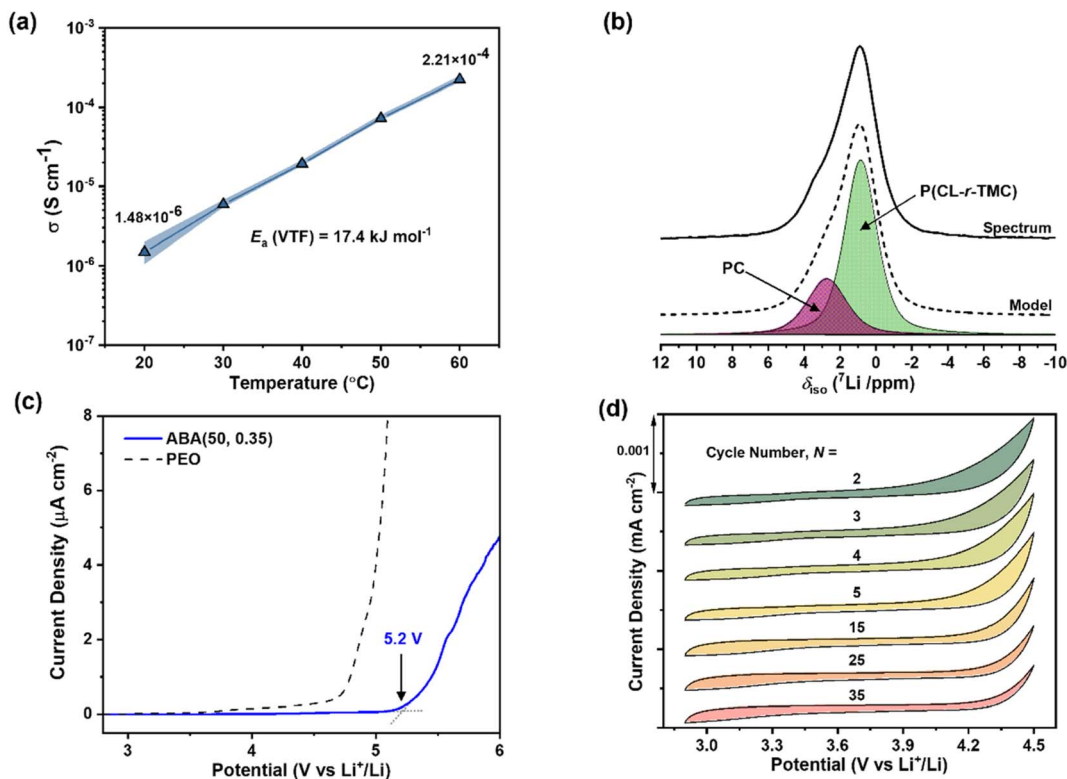 (a)
10⁻³
10⁻⁴
10⁻⁵
10⁻⁶
10⁻⁷
σ (S cm⁻¹)
2.21×10⁻⁴
1.48×10⁻⁶
Eₐ (VTF) = 17.4 kJ mol⁻¹
20 30 40 50 60
Temperature (°C)
(b)
P(CL-r-TMC)
Spectrum
PC
Model
12 10 8 6 4 2 0 -2 -4 -6 -8 -10
δiso (⁷Li /ppm)
(c)
8
6
4
2
0
Current Density (μA cm⁻²)
ABA(50, 0.35)
PEO
5.2 V
3 4 5 6
Potential (V vs Li⁺/Li)
(d)
0.001
Current Density (mA cm⁻²)
Cycle Number, N =
2
3
4
5
15
25
35
3.0 3.3 3.6 3.9 4.2 4.5
Potential (V vs Li⁺/Li)